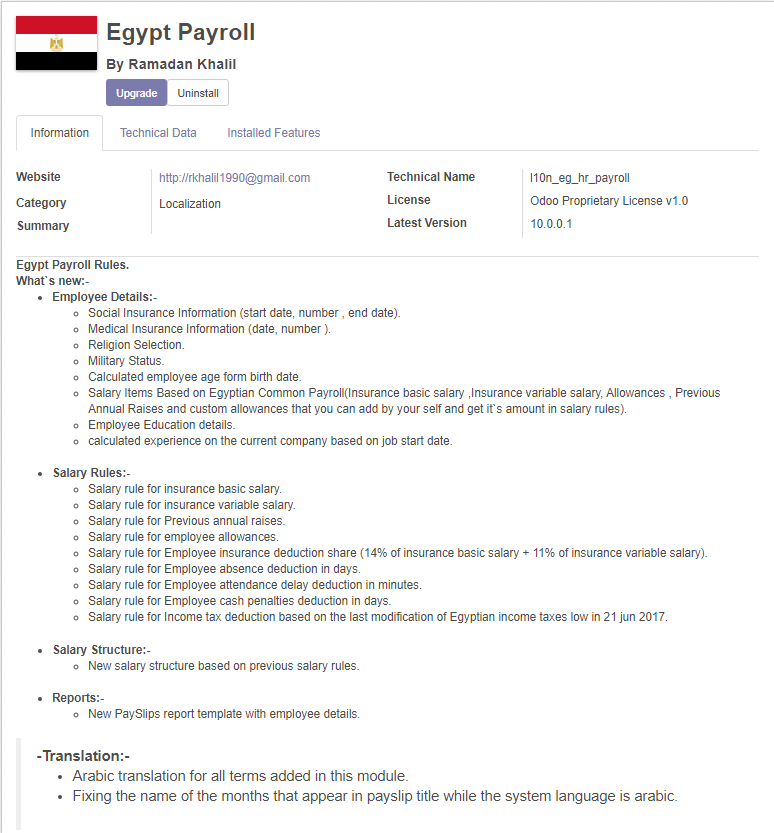 Egypt Payroll
By Ramadan Khalil
Upgrade Uninstall
Information Technical Data Installed Features
Website http://rkhalil1990@gmail.com
Category Localization
Summary
Technical Name l10n_eg_hr_payroll
License Odoo Proprietary License v1.0
Latest Version 10.0.0.1
Egypt Payroll Rules.
What`s new:-
Employee Details:-
Social Insurance Information (start date, number , end date).
Medical Insurance Information (date, number ).
Religion Selection.
Military Status.
Calculated employee age form birth date.
Salary Items Based on Egyptian Common Payroll(Insurance basic salary ,Insurance variable salary, Allowances , Previous
Annual Raises and custom allowances that you can add by your self and get it`s amount in salary rules).
Employee Education details.
calculated experience on the current company based on job start date.
Salary Rules:-
Salary rule for insurance basic salary.
Salary rule for insurance variable salary.
Salary rule for Previous annual raises.
Salary rule for employee allowances.
Salary rule for Employee insurance deduction share (14% of insurance basic salary + 11% of insurance variable salary).
Salary rule for Employee absence deduction in days.
Salary rule for Employee attendance delay deduction in minutes.
Salary rule for Employee cash penalties deduction in days.
Salary rule for Income tax deduction based on the last modification of Egyptian income taxes low in 21 jun 2017.
Salary Structure:-
New salary structure based on previous salary rules.
Reports:-
New PaySlips report template with employee details.
-Translation:-
Arabic translation for all terms added in this module.
Fixing the name of the months that appear in payslip title while the system language is arabic.